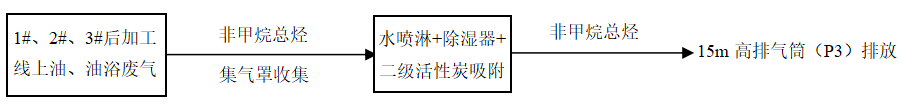 1#、2#、3#后加工
线上油、油浴废气
非甲烷总烃
集气罩收集
水喷淋+除湿器+
二级活性炭吸附
非甲烷总烃
15m 高排气筒（P3）排放